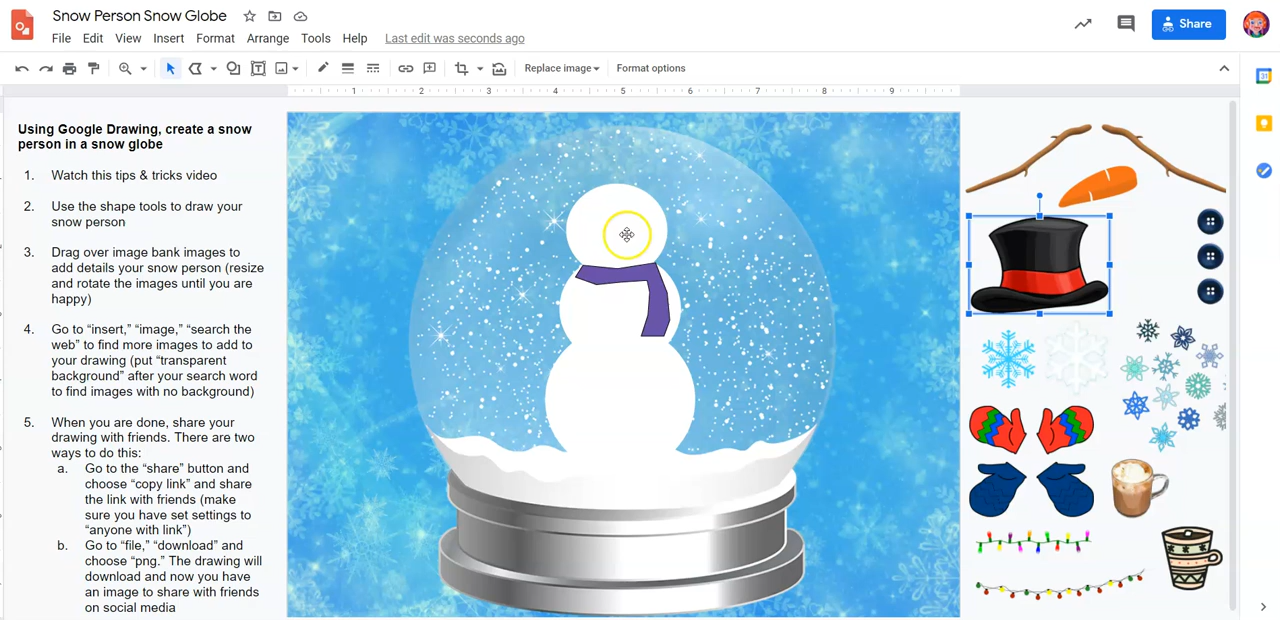 Snow Person Snow Globe
File Edit View Insert Format Arrange Tools Help Last edit was seconds ago
Share
Replace image Format options
1 2 3 4 5 6 7 8 9
31
Using Google Drawing, create a snow
person in a snow globe
1. Watch this tips & tricks video
2. Use the shape tools to draw your
snow person
3. Drag over image bank images to
add details your snow person (resize
and rotate the images until you are
happy)
4. Go to “insert,” “image,” “search the
web” to find more images to add to
your drawing (put “transparent
background” after your search word
to find images with no background)
5. When you are done, share your
drawing with friends. There are two
ways to do this:
a. Go to the “share” button and
choose “copy link” and share
the link with friends (make
sure you have set settings to
“anyone with link”)
b. Go to “file,” “download” and
choose “png.” The drawing will
download and now you have
an image to share with friends
on social media